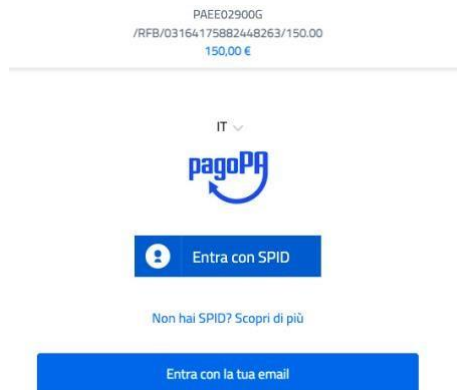 PAEE02900G
/RFB/03164175882448263/150.00
150,00 €
IT
pagoPA
Entra con SPID
Non hai SPID? Scopri di più
Entra con la tua email